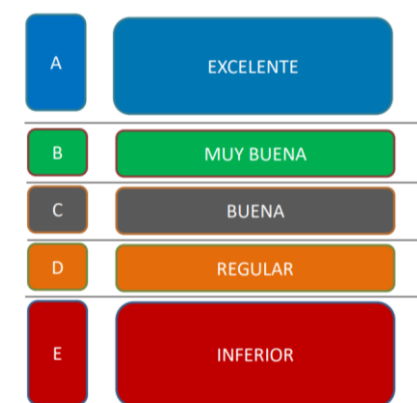 A EXCELENTE
B MUY BUENA
C BUENA
D REGULAR
E INFERIOR